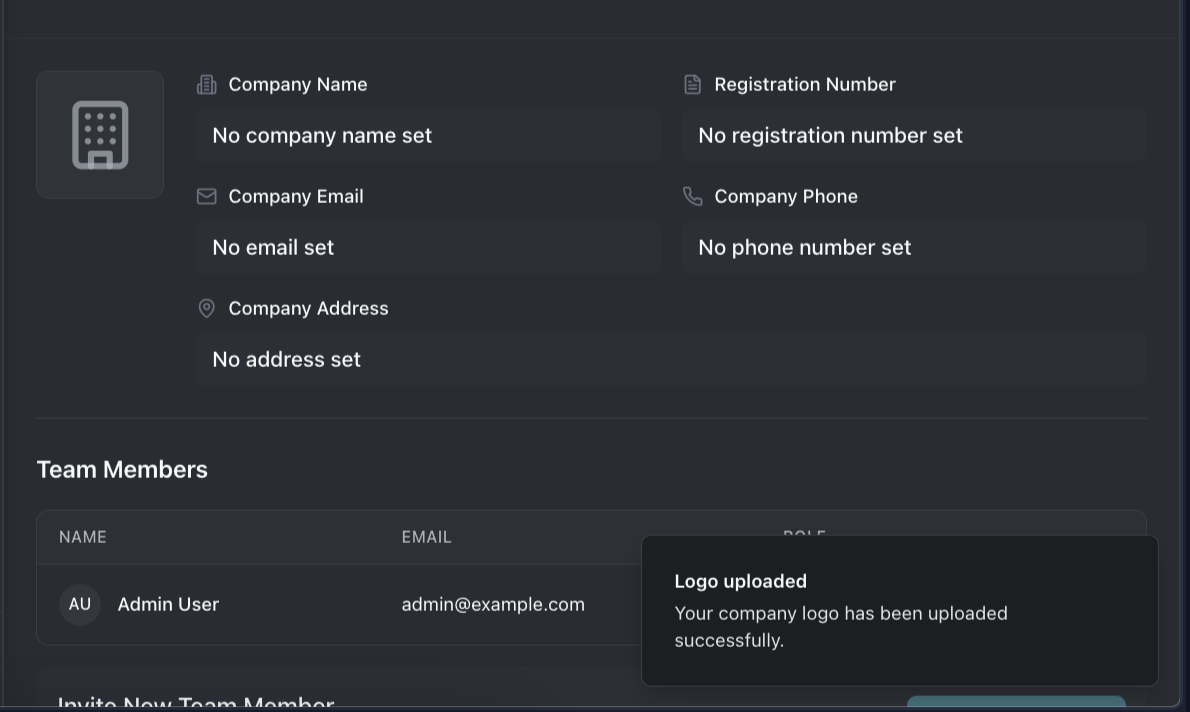 Company Name
Registration Number
No company name set
No registration number set
Company Email
Company Phone
No email set
No phone number set
Company Address
No address set
Team Members
NAME
EMAIL
ROLE
AU
Admin User
admin@example.com
Logo uploaded
Your company logo has been uploaded
successfully.
Invite New Team Member